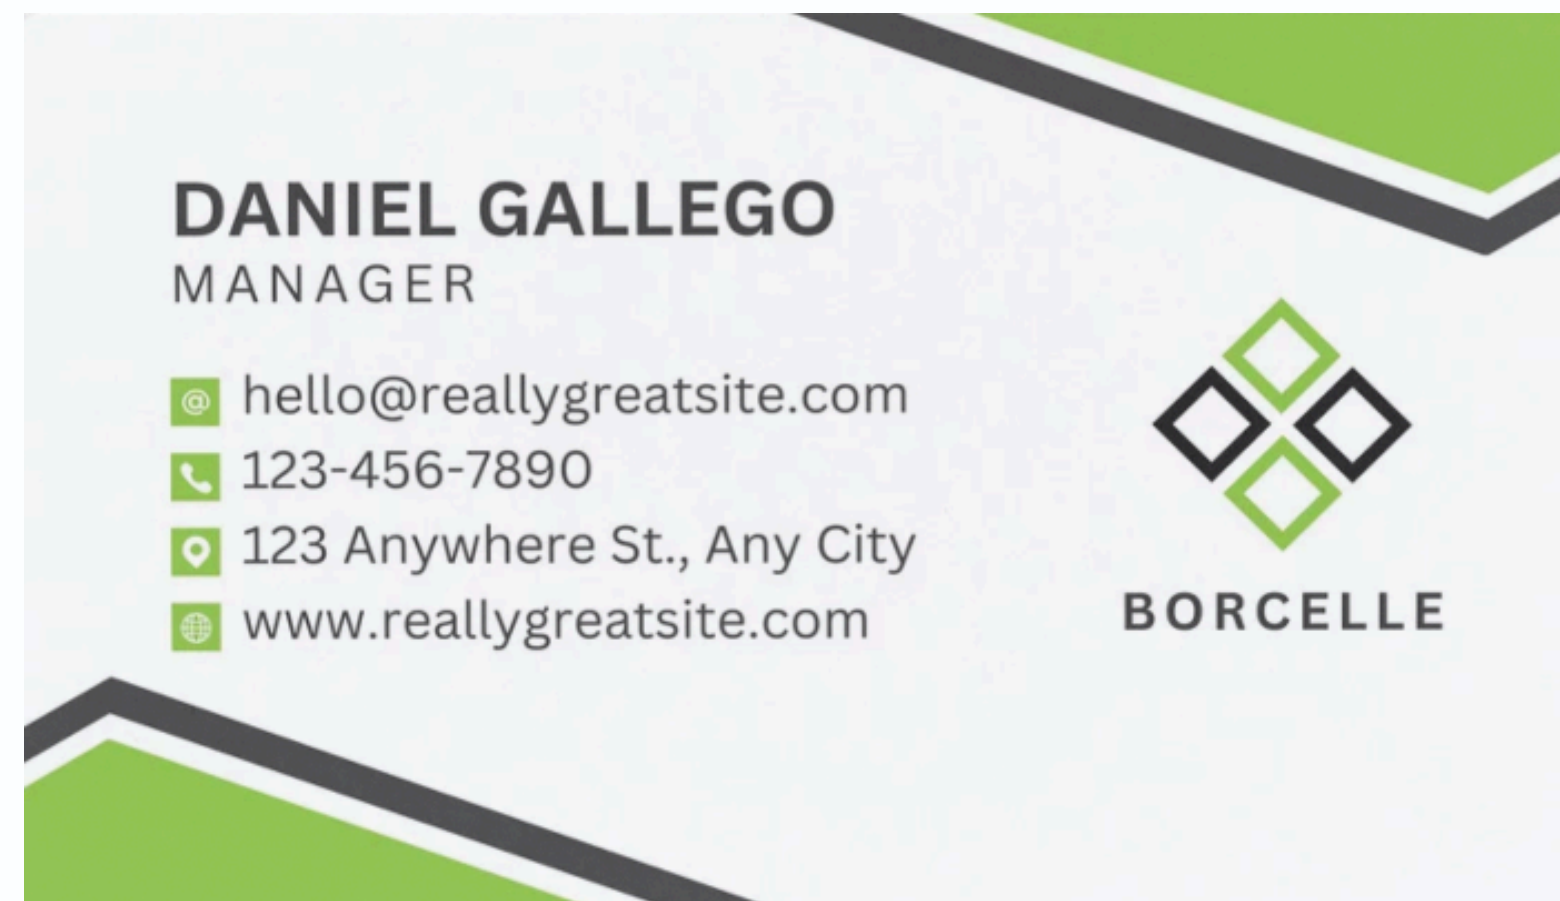 DANIEL GALLEGO
MANAGER
hello@reallygreatsite.com
123-456-7890
123 Anywhere St., Any City
www.reallygreatsite.com
BORCELLE